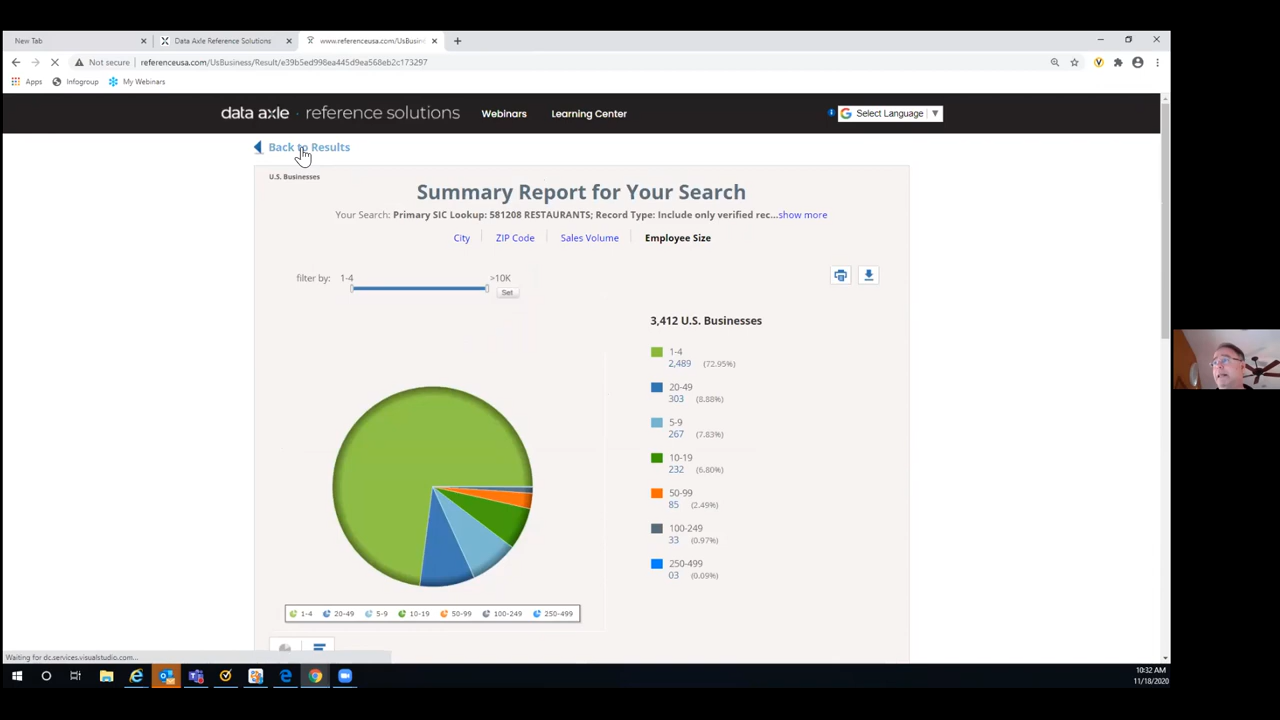 New Tab
Data Axle Reference Solutions
www.referenceusa.com/UsBusin
Not secure
referenceusa.com/UsBusiness/Result/e39b5ed998ea445d9ea568eb2c173297
Apps
Infogroup
My Webinars
data axle · reference solutions
Webinars
Learning Center
Select Language
Back to Results
U.S. Businesses
Summary Report for Your Search
Your Search: Primary SIC Lookup: 581208 RESTAURANTS; Record Type: Include only verified rec...show more
City
ZIP Code
Sales Volume
Employee Size
filter by:
1-4
>10K
Set
3,412 U.S. Businesses
1-4
2,489 (72.95%)
20-49
303 (8.88%)
5-9
267 (7.83%)
10-19
232 (6.80%)
50-99
85 (2.49%)
100-249
33 (0.97%)
250-499
03 (0.09%)
1-4 20-49 5-9 10-19 50-99 100-249 250-499
Waiting for dc.services.visualstudio.com...
10:32 AM
11/18/2020